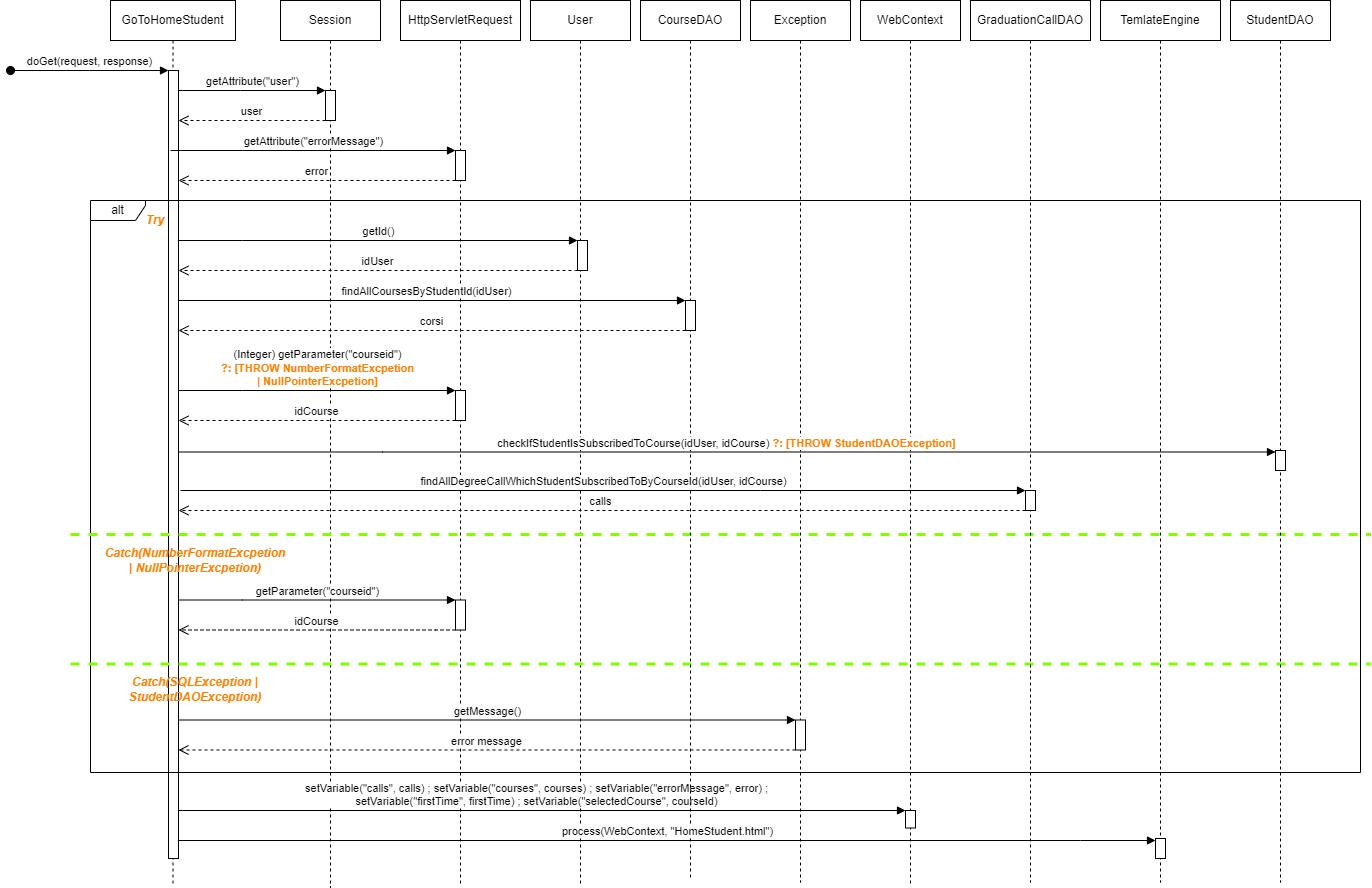 GoToHomeStudent
Session
HttpServletRequest
User
CourseDAO
Exception
WebContext
GraduationCallDAO
TemlateEngine
StudentDAO
doGet(request, response)
getAttribute("user")
user
getAttribute("errorMessage")
error
alt
Try
getId()
idUser
findAllCoursesByStudentId(idUser)
corsi
(Integer) getParameter("courseid")
?: [THROW NumberFormatExcpetion
| NullPointerExcpetion]
idCourse
checkIfStudentIsSubscribedToCourse(idUser, idCourse) ?: [THROW StudentDAOException]
findAllDegreeCallWhichStudentSubscribedToByCourseId(idUser, idCourse)
calls
Catch(NumberFormatExcpetion
| NullPointerExcpetion)
getParameter("courseid")
idCourse
Catch(SQLException |
StudentDAOException)
getMessage()
error message
setVariable("calls", calls) ; setVariable("courses", courses) ; setVariable("errorMessage", error) ;
setVariable("firstTime", firstTime) ; setVariable("selectedCourse", courseId)
process(WebContext, "HomeStudent.html")